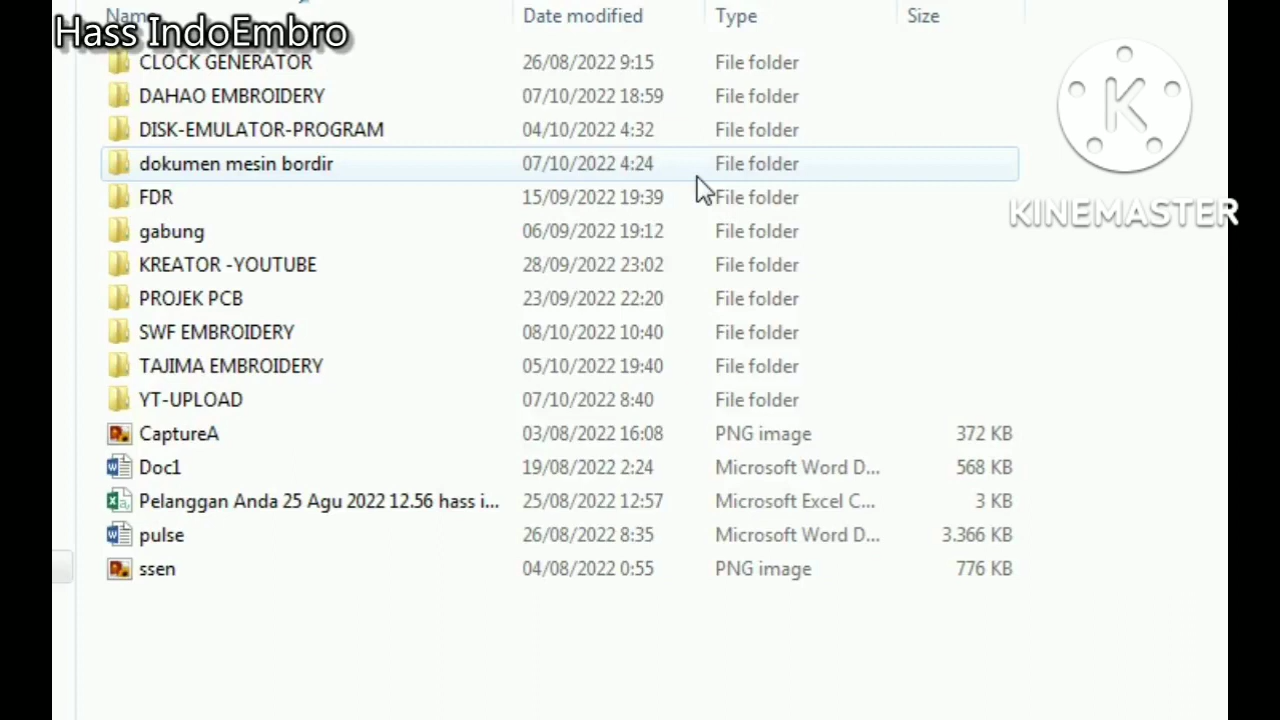 Name Date modified Type Size
Hass IndoEmbro
CLOCK GENERATOR 26/08/2022 9:15 File folder
DAHAO EMBROIDERY 07/10/2022 18:59 File folder
DISK-EMULATOR-PROGRAM 04/10/2022 4:32 File folder
dokumen mesin bordir 07/10/2022 4:24 File folder
FDR 15/09/2022 19:39 File folder
gabung 06/09/2022 19:12 File folder
KREATOR -YOUTUBE 28/09/2022 23:02 File folder
PROJEK PCB 23/09/2022 22:20 File folder
SWF EMBROIDERY 08/10/2022 10:40 File folder
TAJIMA EMBROIDERY 05/10/2022 19:40 File folder
YT-UPLOAD 07/10/2022 8:40 File folder
CaptureA 03/08/2022 16:08 PNG image 372 KB
Doc1 19/08/2022 2:24 Microsoft Word D... 568 KB
Pelanggan Anda 25 Agu 2022 12.56 hass i... 25/08/2022 12:57 Microsoft Excel C... 3 KB
pulse 26/08/2022 8:35 Microsoft Word D... 3.366 KB
ssen 04/08/2022 0:55 PNG image 776 KB
K
KINEMASTER